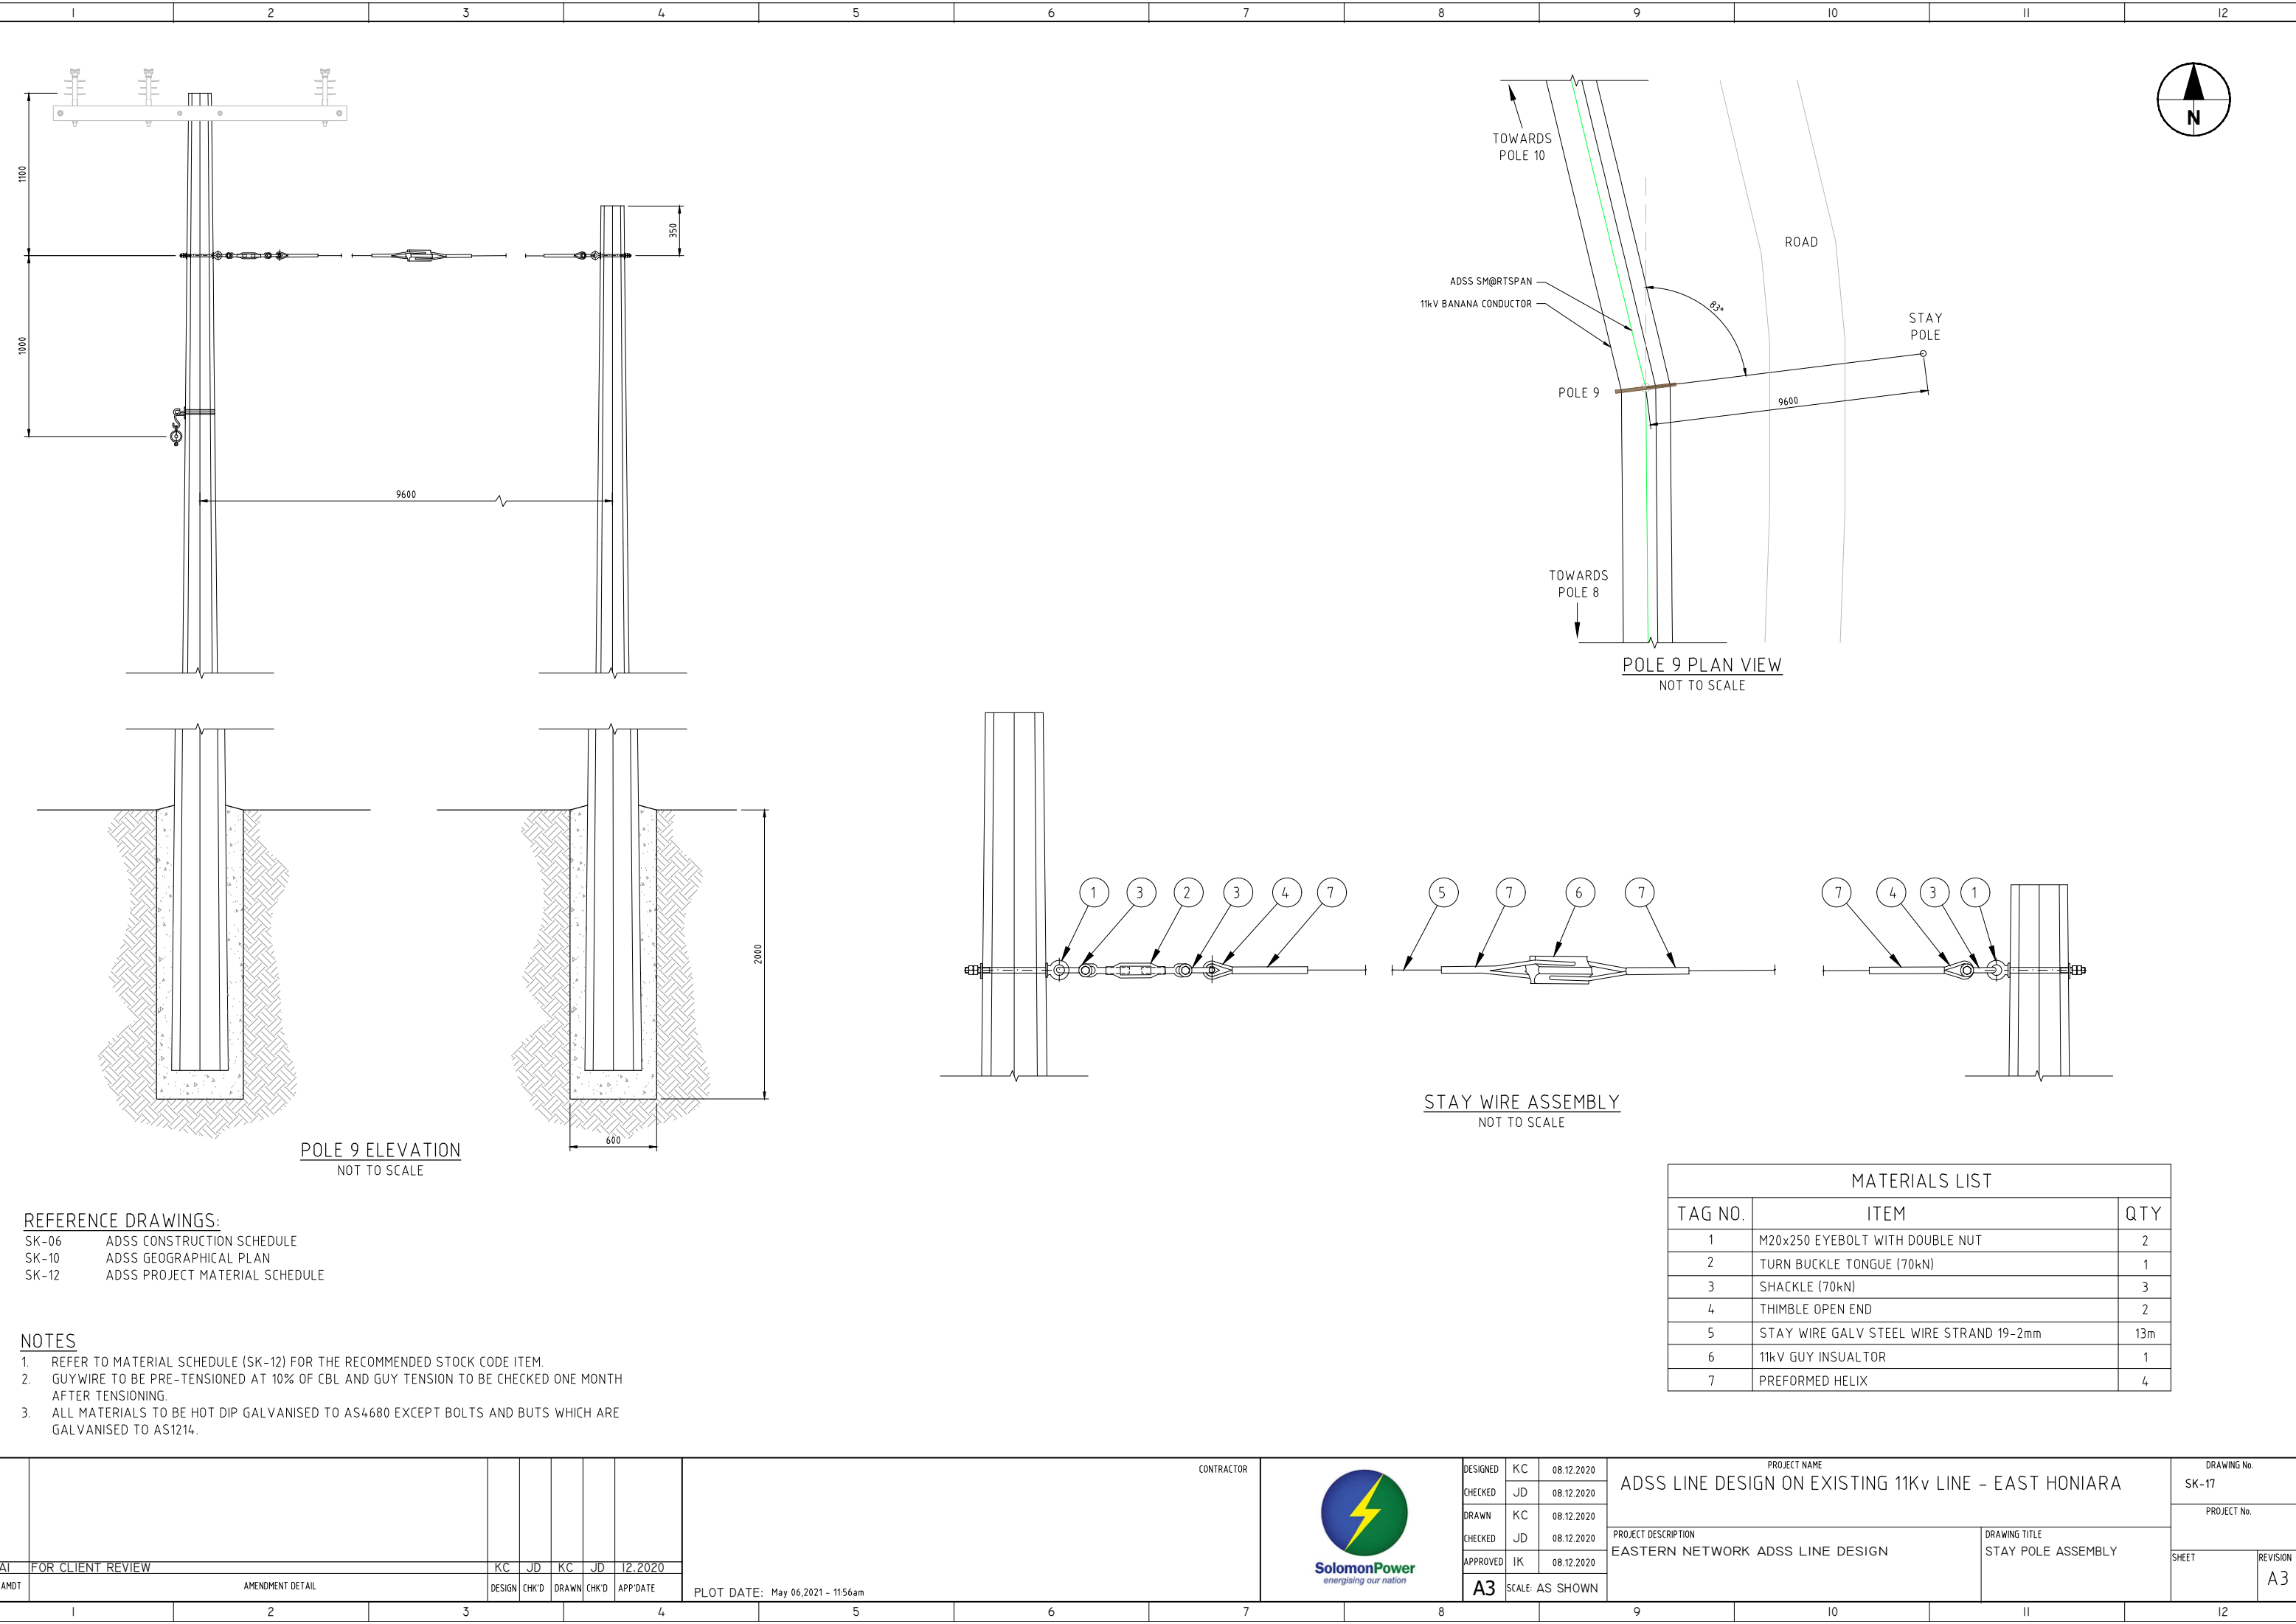 1 2 3 4 5 6 7 8 9 10 11 12
1100
1000
350
9600
2000
600
POLE 9 ELEVATION
NOT TO SCALE
N
TOWARDS
POLE 10
ROAD
ADSS SM@RTSPAN
11kV BANANA CONDUCTOR
83°
STAY
POLE
POLE 9
9600
TOWARDS
POLE 8
POLE 9 PLAN VIEW
NOT TO SCALE
1 3 2 3 4 7 5 7 6 7 7 4 3 1
STAY WIRE ASSEMBLY
NOT TO SCALE
MATERIALS LIST
TAG NO. ITEM QTY
1 M20x250 EYEBOLT WITH DOUBLE NUT 2
2 TURN BUCKLE TONGUE (70kN) 1
3 SHACKLE (70kN) 3
4 THIMBLE OPEN END 2
5 STAY WIRE GALV STEEL WIRE STRAND 19-2mm 13m
6 11kV GUY INSUALTOR 1
7 PREFORMED HELIX 4
REFERENCE DRAWINGS:
SK-06 ADSS CONSTRUCTION SCHEDULE
SK-10 ADSS GEOGRAPHICAL PLAN
SK-12 ADSS PROJECT MATERIAL SCHEDULE
NOTES
1. REFER TO MATERIAL SCHEDULE (SK-12) FOR THE RECOMMENDED STOCK CODE ITEM.
2. GUYWIRE TO BE PRE-TENSIONED AT 10% OF CBL AND GUY TENSION TO BE CHECKED ONE MONTH
AFTER TENSIONING.
3. ALL MATERIALS TO BE HOT DIP GALVANISED TO AS4680 EXCEPT BOLTS AND BUTS WHICH ARE
GALVANISED TO AS1214.
A1 FOR CLIENT REVIEW KC JD KC JD 12.2020
AMDT AMENDMENT DETAIL DESIGN CHK'D DRAWN CHK'D APP'DATE
PLOT DATE: May 06,2021 - 11:56am
CONTRACTOR
SolomonPower
energising our nation
DESIGNED KC 08.12.2020
CHECKED JD 08.12.2020
DRAWN KC 08.12.2020
CHECKED JD 08.12.2020
APPROVED IK 08.12.2020
A3 SCALE: AS SHOWN
PROJECT NAME
ADSS LINE DESIGN ON EXISTING 11Kv LINE - EAST HONIARA
PROJECT DESCRIPTION
EASTERN NETWORK ADSS LINE DESIGN
DRAWING TITLE
STAY POLE ASSEMBLY
DRAWING No.
SK-17
PROJECT No.
SHEET
REVISION
A3
1 2 3 4 5 6 7 8 9 10 11 12